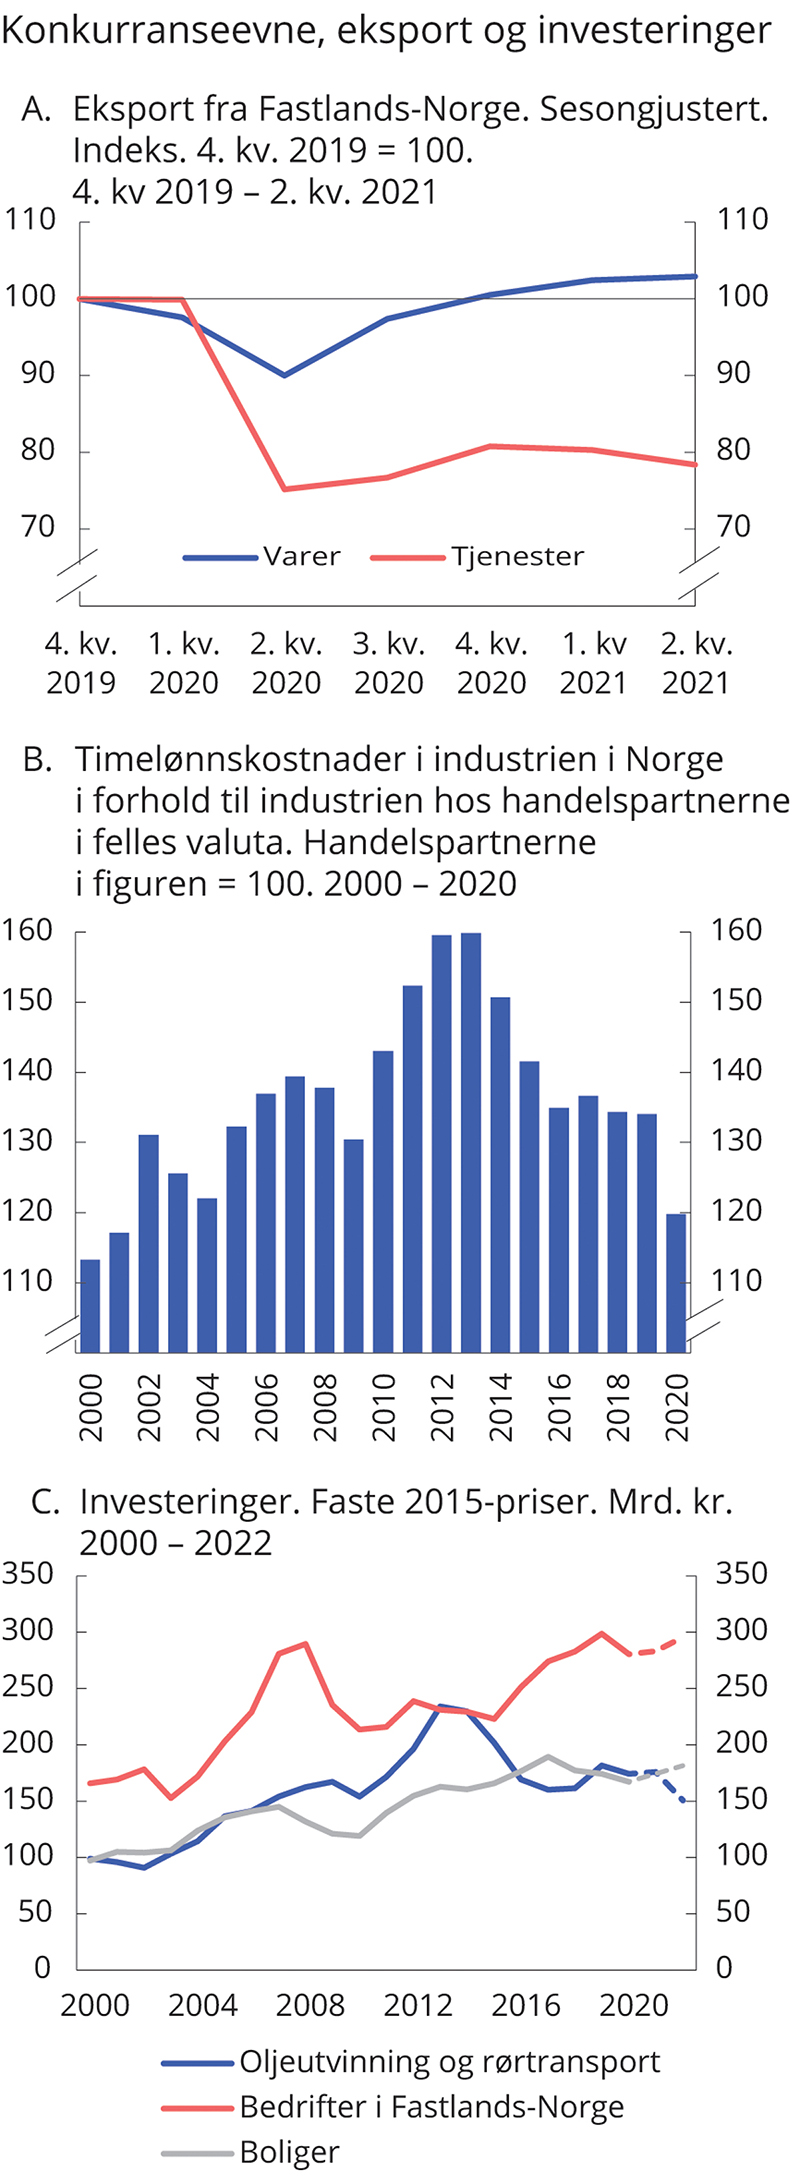 Konkurranseevne, eksport og investeringer
A. Eksport fra Fastlands-Norge. Sesongjustert.
Indeks. 4. kv. 2019 = 100.
4. kv 2019 – 2. kv. 2021
110 110
100 100
90 90
80 80
70 70
Varer Tjenester
4. kv. 1. kv. 2. kv. 3. kv. 4. kv. 1. kv 2. kv.
2019 2020 2020 2020 2020 2021 2021
B. Timelønnskostnader i industrien i Norge
i forhold til industrien hos handelspartnerne
i felles valuta. Handelspartnerne
i figuren = 100. 2000 – 2020
160 160
150 150
140 140
130 130
120 120
110 110
2000 2002 2004 2006 2008 2010 2012 2014 2016 2018 2020
C. Investeringer. Faste 2015-priser. Mrd. kr.
2000 – 2022
350 350
300 300
250 250
200 200
150 150
100 100
50 50
0 0
2000 2004 2008 2012 2016 2020
Oljeutvinning og rørtransport
Bedrifter i Fastlands-Norge
Boliger